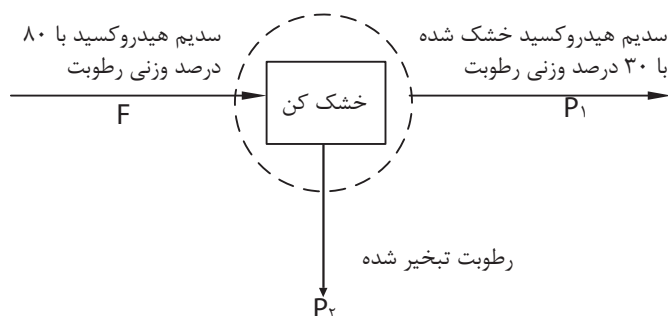 سدیم هیدروکسید با ۸۰
درصد وزنی رطوبت
F
خشک کن
سدیم هیدروکسید خشک شده
با ۳۰ درصد وزنی رطوبت
P۱
رطوبت تبخیر شده
P۲